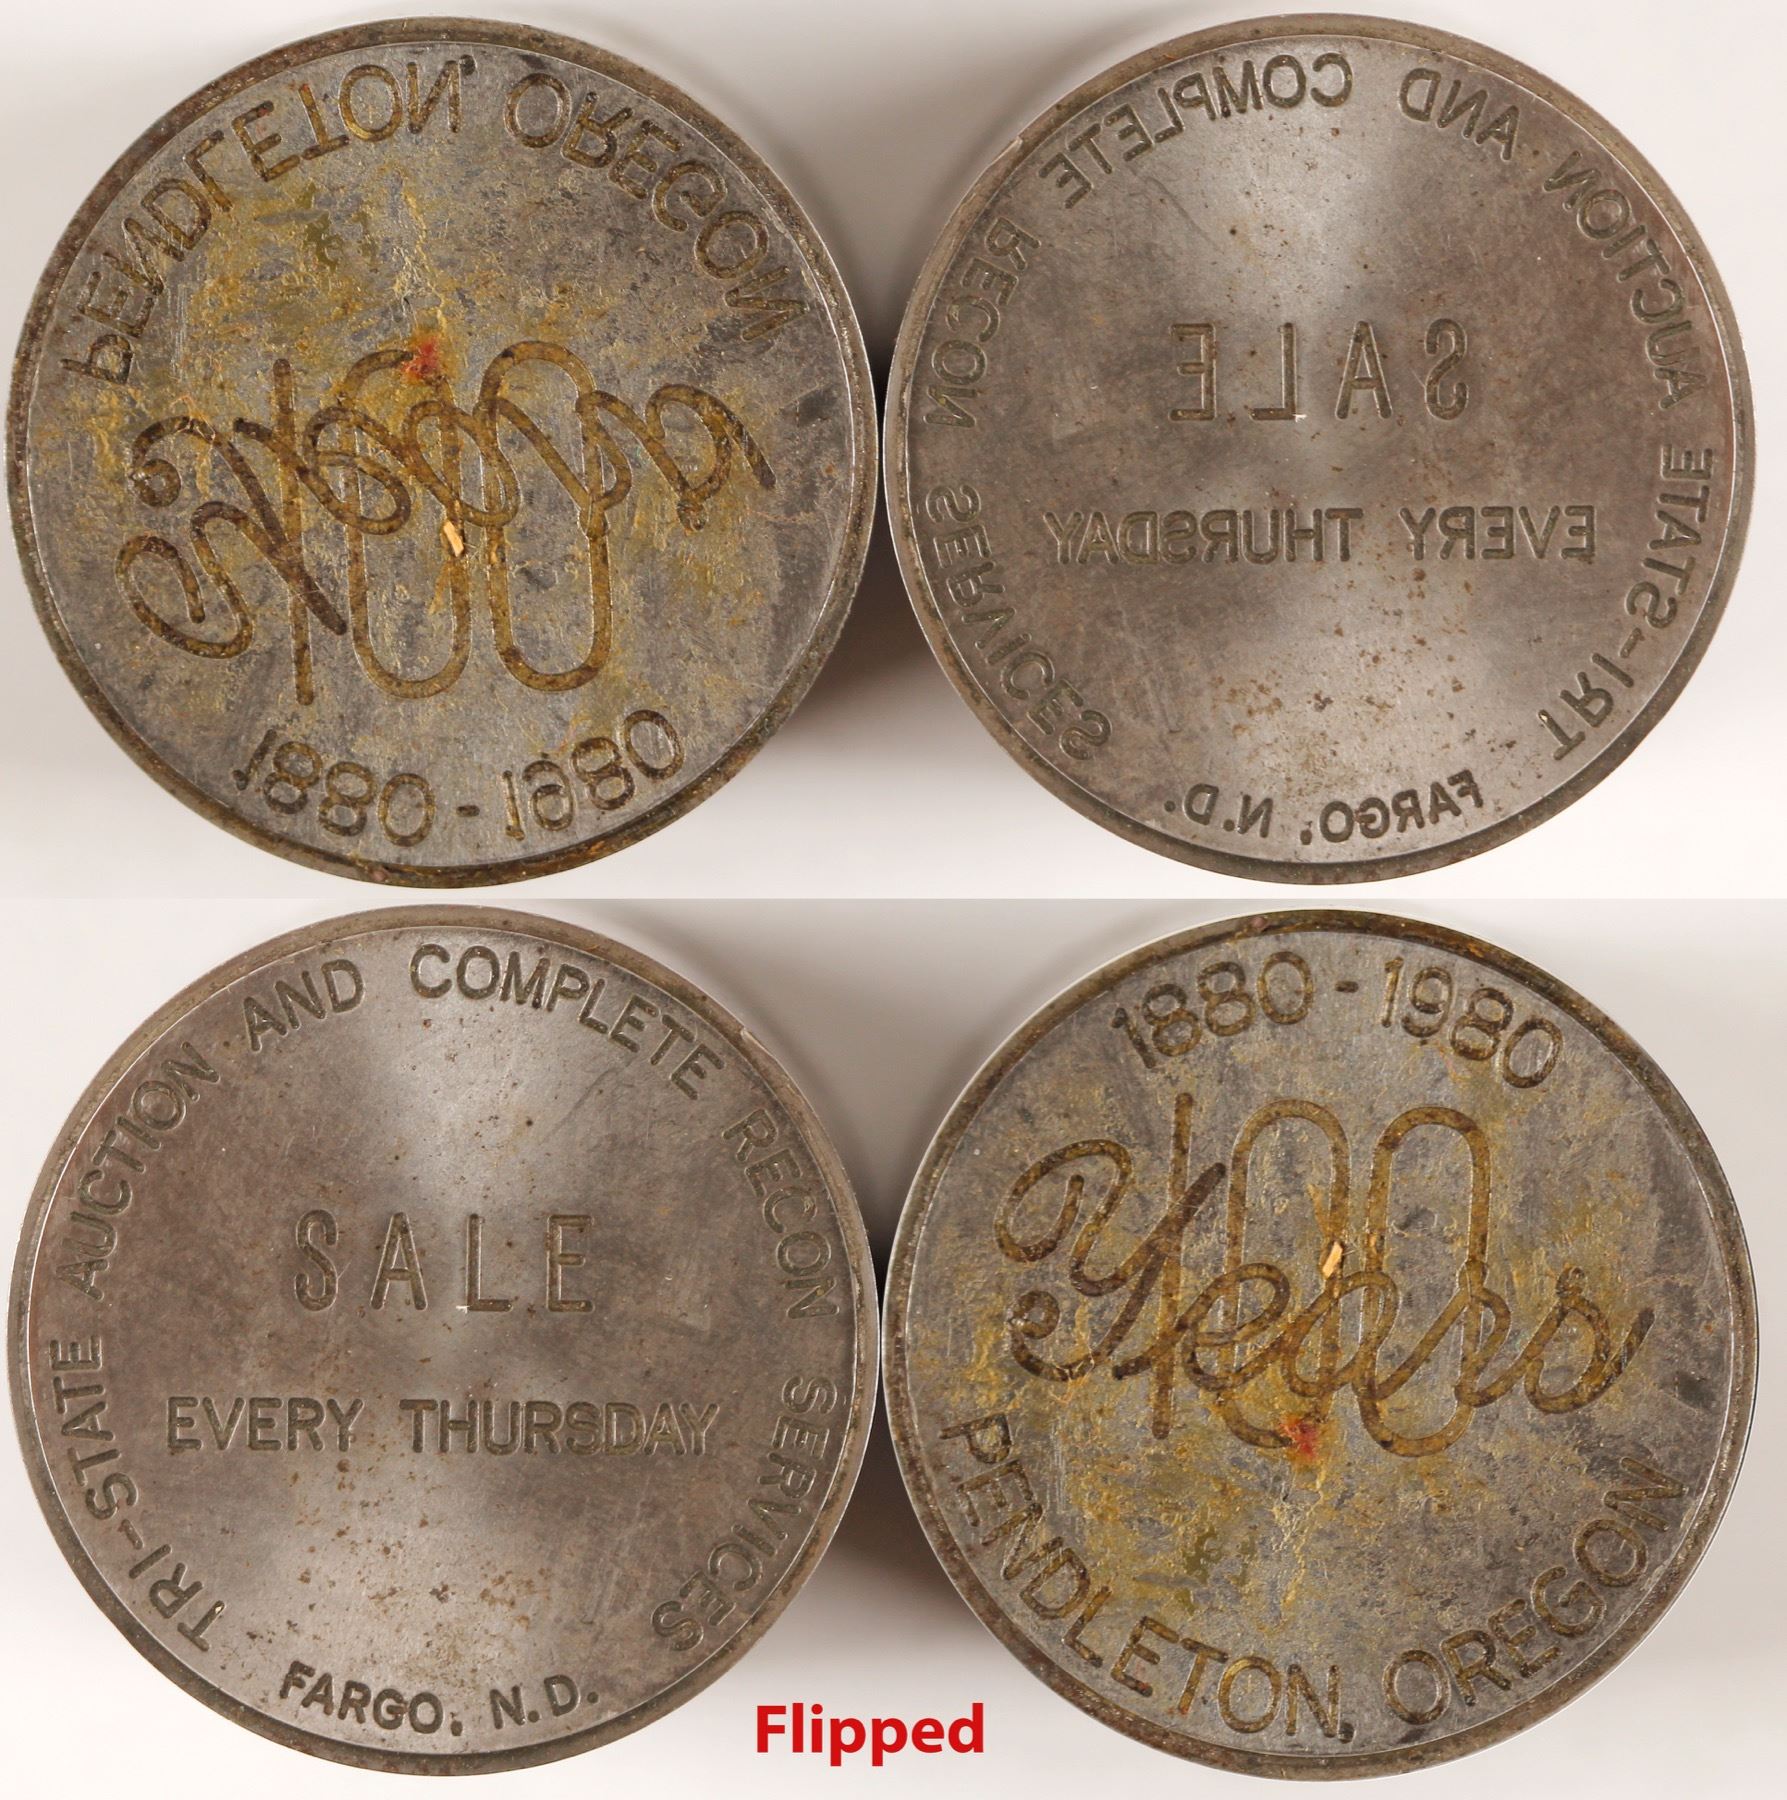 PENDLETON, OREGON
100
Years
1880-1980
TRI-STATE AUCTION AND COMPLETE RECON SERVICES
SALE
EVERY THURSDAY
FARGO, N.D.
TRI-STATE AUCTION AND COMPLETE RECON SERVICES
SALE
EVERY THURSDAY
FARGO, N.D.
1880-1980
100
Years
PENDLETON, OREGON
Flipped